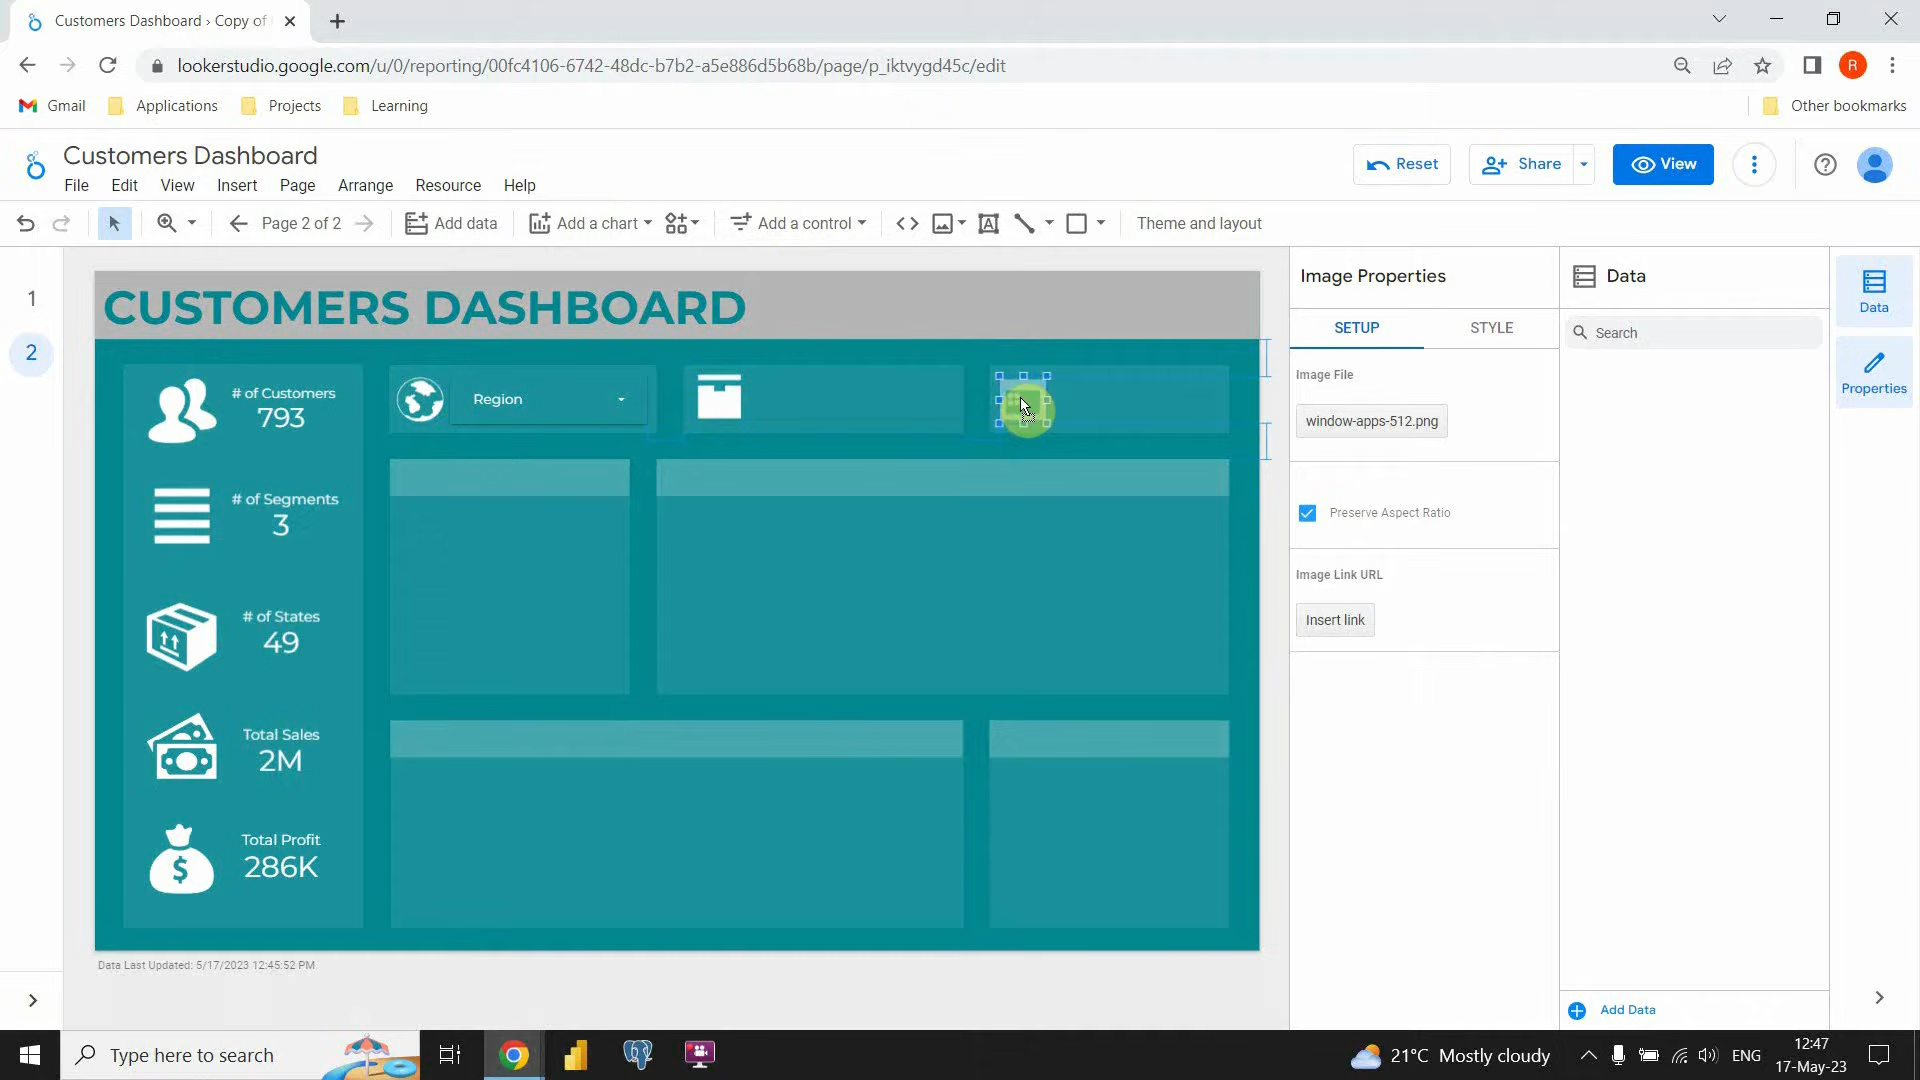 Customers Dashboard › Copy of
lookerstudio.google.com/u/0/reporting/00fc4106-6742-48dc-b7b2-a5e886d5b68b/page/p_iktvygd45c/edit
R
Gmail
Applications
Projects
Learning
Other bookmarks
Customers Dashboard
File
Edit
View
Insert
Page
Arrange
Resource
Help
Reset
Share
View
Page 2 of 2
Add data
Add a chart
Add a control
Theme and layout
1
2
CUSTOMERS DASHBOARD
# of Customers
793
# of Segments
3
# of States
49
Total Sales
2M
Total Profit
286K
Region
Data Last Updated: 5/17/2023 12:45:52 PM
Image Properties
SETUP
STYLE
Image File
window-apps-512.png
Preserve Aspect Ratio
Image Link URL
Insert link
Data
Search
Add Data
Data
Properties
Type here to search
21°C Mostly cloudy
ENG
12:47
17-May-23